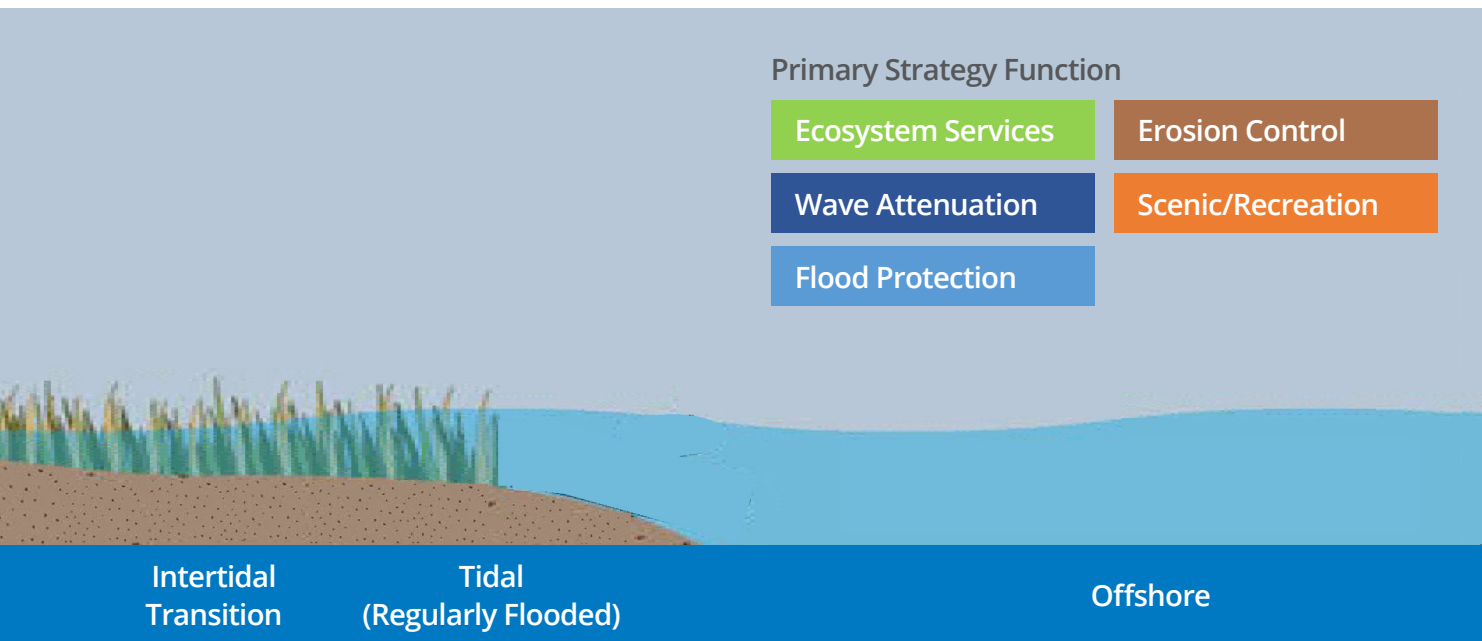 Primary Strategy Function
Ecosystem Services
Erosion Control
Wave Attenuation
Scenic/Recreation
Flood Protection
Intertidal
Transition
Tidal
(Regularly Flooded)
Offshore